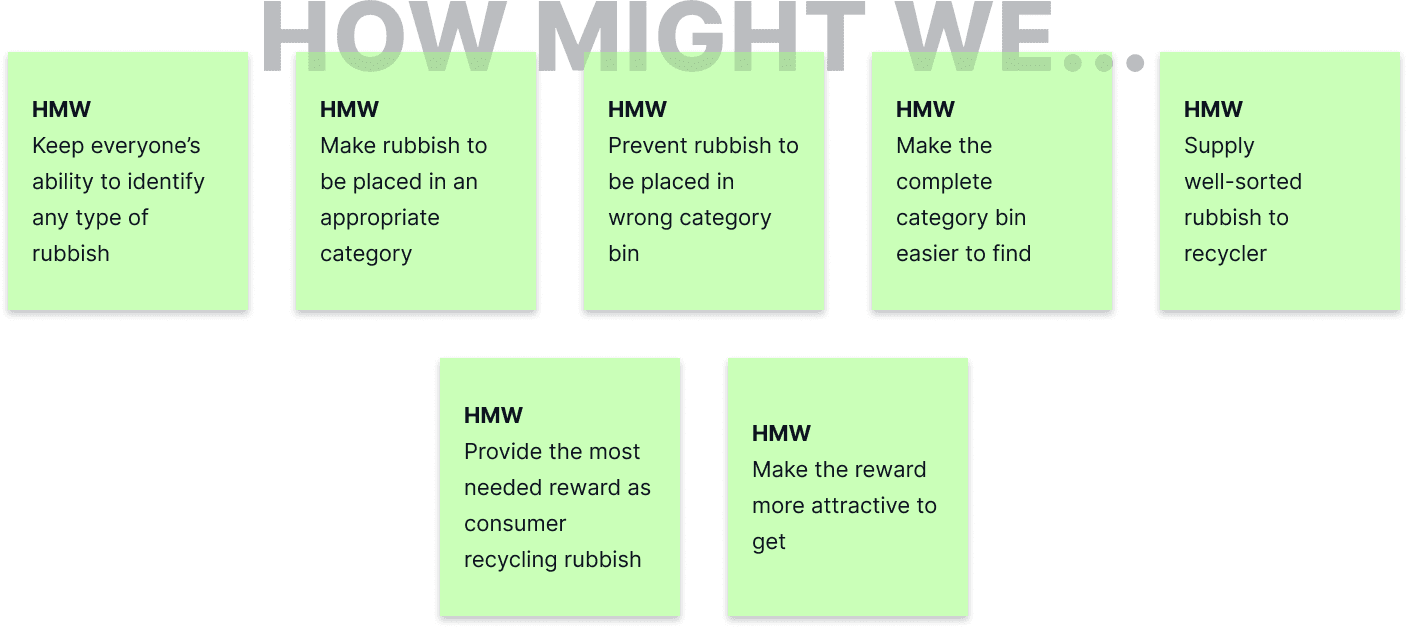 HOW MIGHT WE...
HMW
Keep everyone’s
ability to identify
any type of
rubbish
HMW
Make rubbish to
be placed in an
appropriate
category
HMW
Prevent rubbish to
be placed in
wrong category
bin
HMW
Make the
complete
category bin
easier to find
HMW
Supply
well-sorted
rubbish to
recycler
HMW
Provide the most
needed reward as
consumer
recycling rubbish
HMW
Make the reward
more attractive to
get